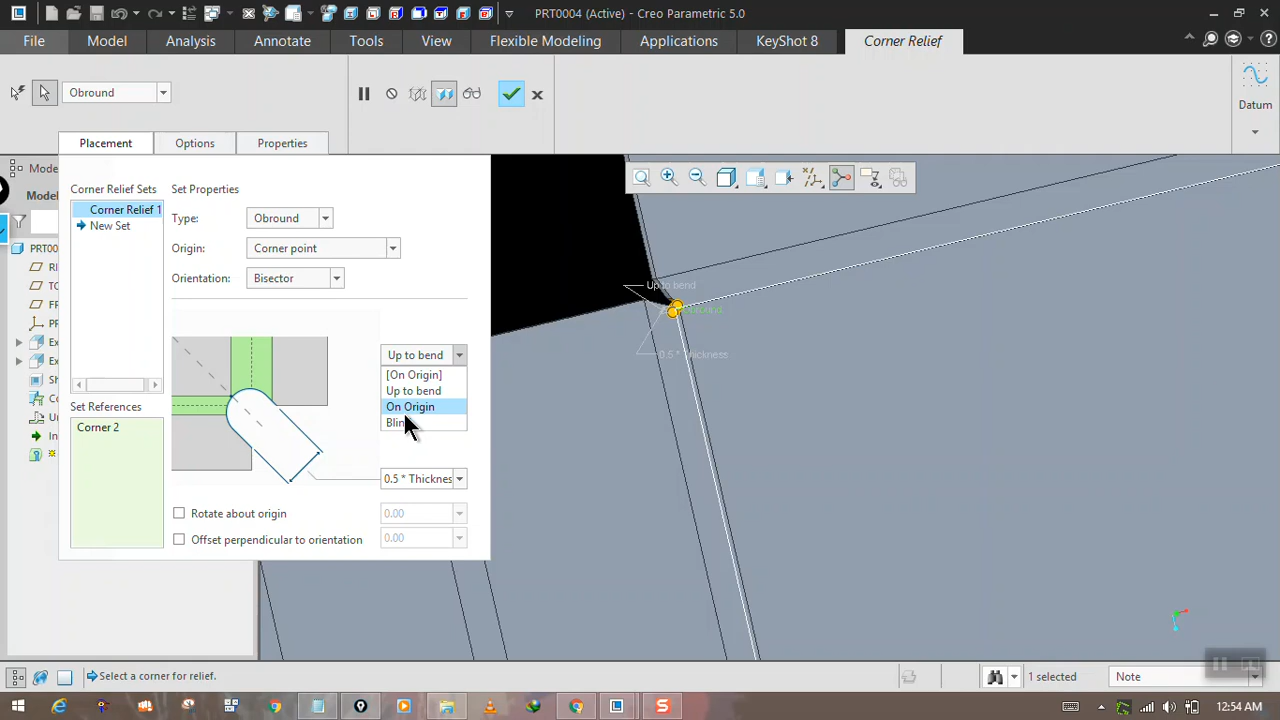 PRT0004 (Active) - Creo Parametric 5.0
File Model Analysis Annotate Tools View Flexible Modeling Applications KeyShot 8 Corner Relief
Obround
Datum
Placement Options Properties
Corner Relief Sets
Corner Relief 1
New Set
Set Properties
Type: Obround
Origin: Corner point
Orientation: Bisector
Up to bend
[On Origin]
Up to bend
On Origin
Set References
Corner 2
0.5 * Thicknes
Rotate about origin 0.00
Offset perpendicular to orientation 0.00
Up to bend
0.5 * Thickness
PRT00
Select a corner for relief.
1 selected
Note
12:54 AM